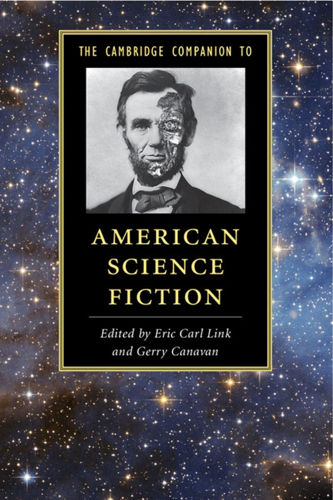 THE CAMBRIDGE COMPANION TO
AMERICAN
SCIENCE
FICTION
Edited by Eric Carl Link
and Gerry Canavan